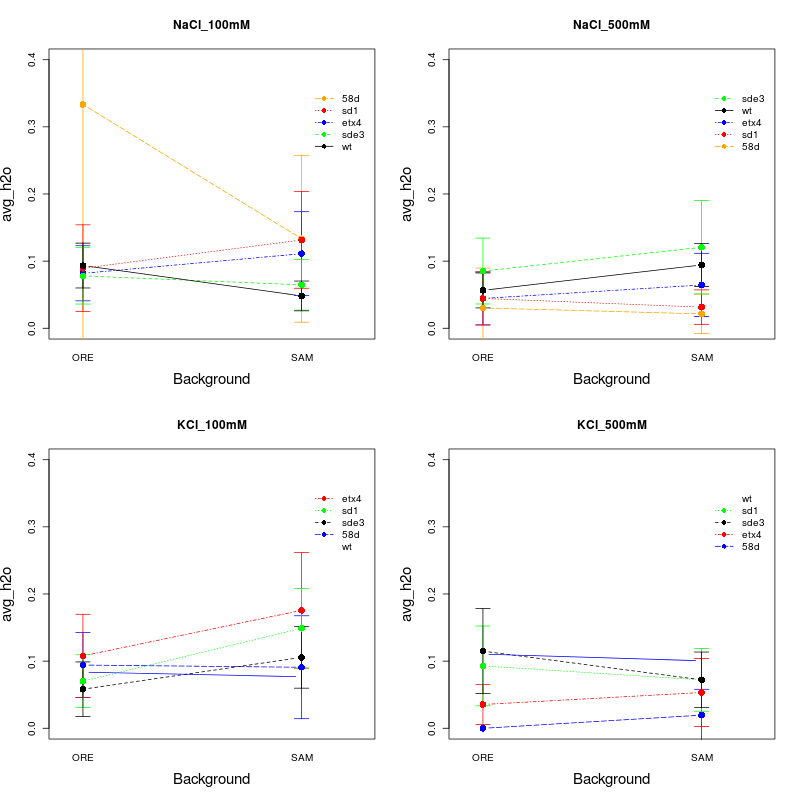 NaCl_100mM
avg_h2o
0.0
0.1
0.2
0.3
0.4
58d
sd1
etx4
sde3
wt
ORE
SAM
Background
NaCl_500mM
avg_h2o
0.0
0.1
0.2
0.3
0.4
sde3
wt
etx4
sd1
58d
ORE
SAM
Background
KCl_100mM
avg_h2o
0.0
0.1
0.2
0.3
0.4
etx4
sd1
sde3
58d
wt
ORE
SAM
Background
KCl_500mM
avg_h2o
0.0
0.1
0.2
0.3
0.4
wt
sd1
sde3
etx4
58d
ORE
SAM
Background